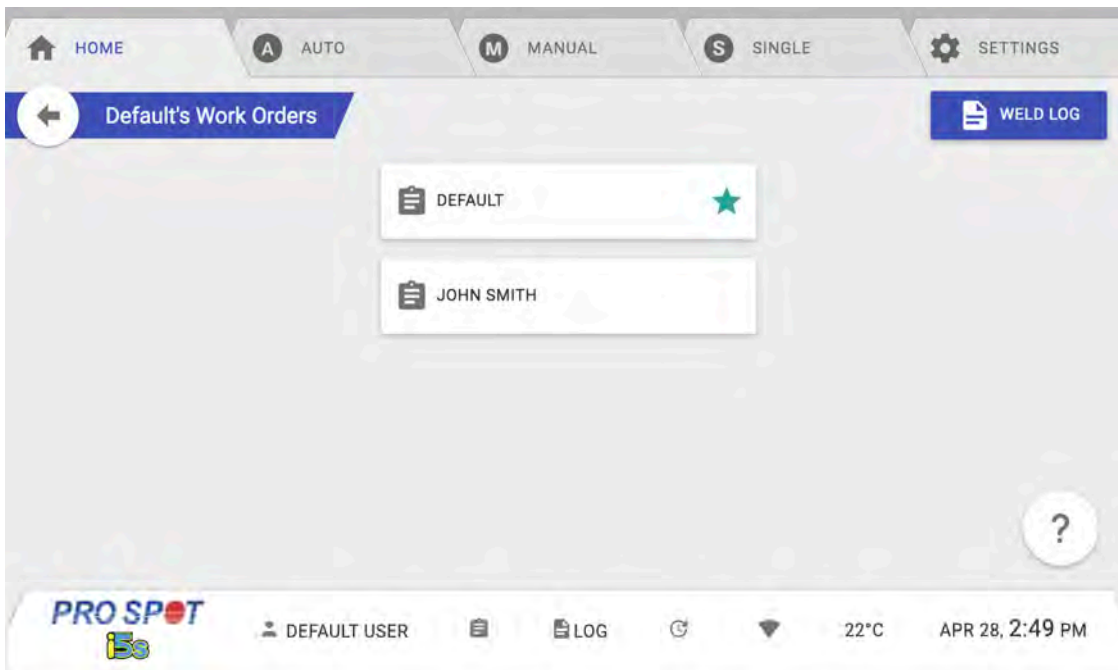 HOME
A AUTO
M MANUAL
S SINGLE
SETTINGS
Default's Work Orders
WELD LOG
DEFAULT
JOHN SMITH
?
PRO SPOT
i5s
DEFAULT USER
LOG
22°C
APR 28, 2:49 PM